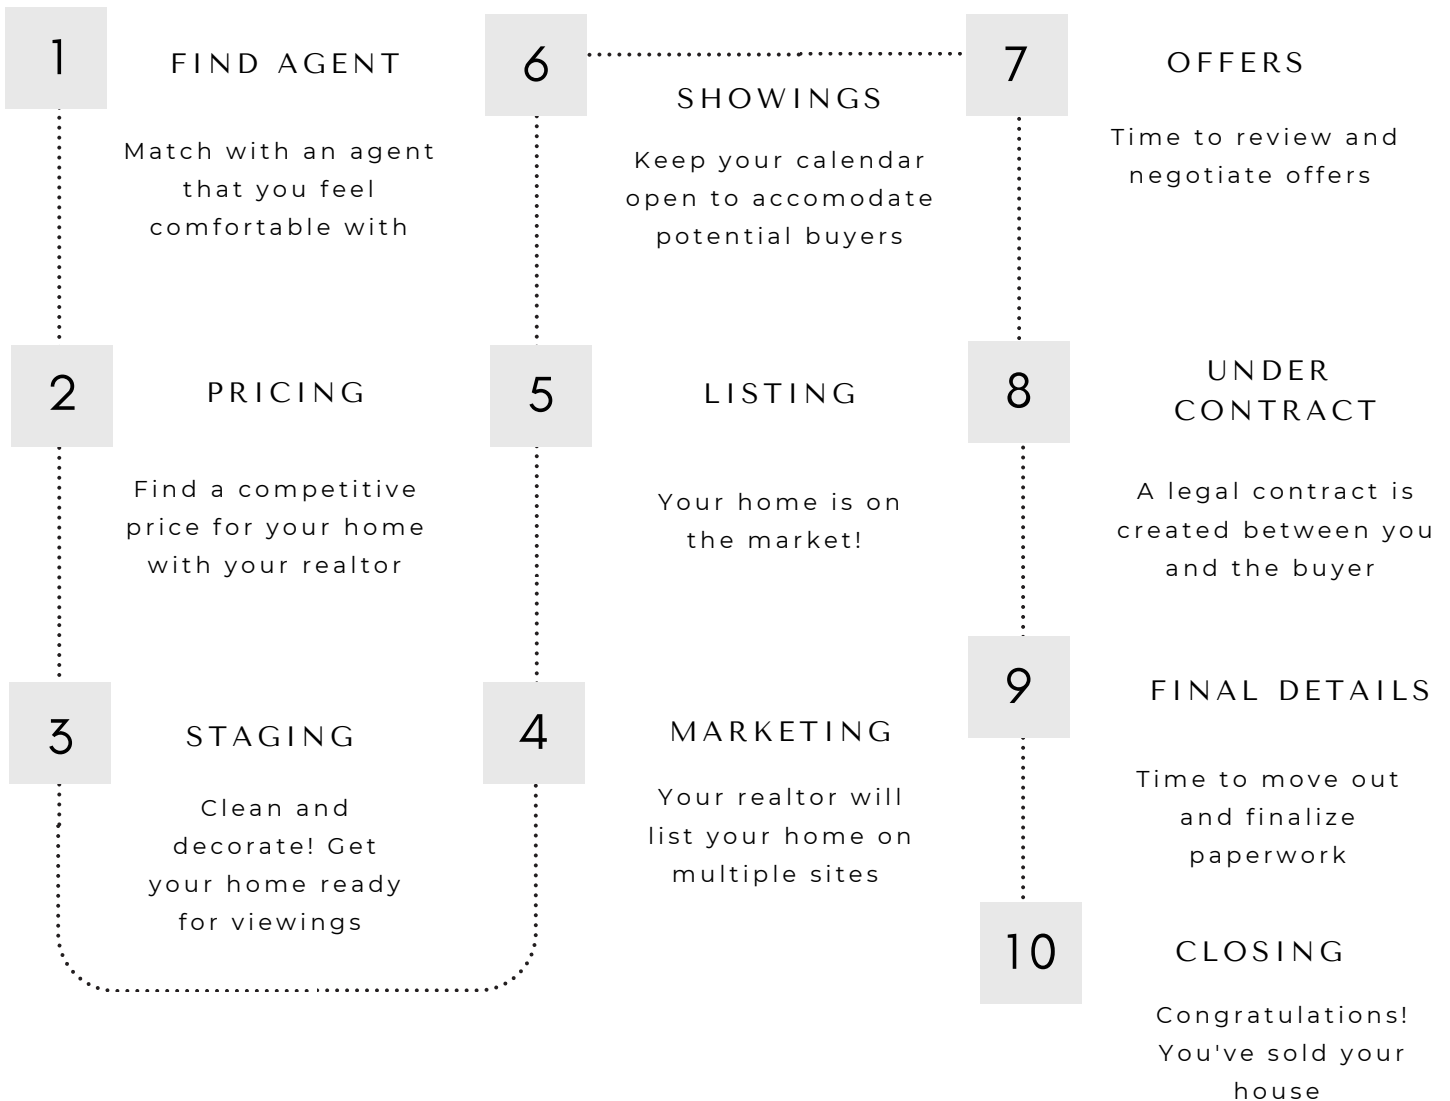 1
FIND AGENT
Match with an agent
that you feel
comfortable with
2
PRICING
Find a competitive
price for your home
with your realtor
3
STAGING
Clean and
decorate! Get
your home ready
for viewings
4
MARKETING
Your realtor will
list your home on
multiple sites
5
LISTING
Your home is on
the market!
6
SHOWINGS
Keep your calendar
open to accomodate
potential buyers
7
OFFERS
Time to review and
negotiate offers
8
UNDER
CONTRACT
A legal contract is
created between you
and the buyer
9
FINAL DETAILS
Time to move out
and finalize
paperwork
10
CLOSING
Congratulations!
You've sold your
house